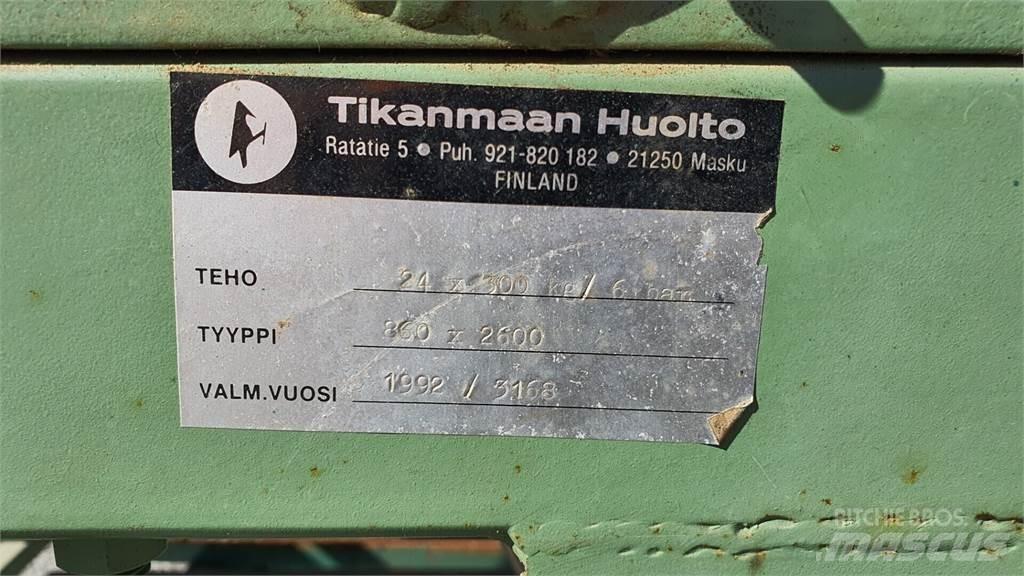 Tikanmaan Huolto
Ratatie 5 • Puh. 921-820 182 • 21250 Masku
FINLAND
TEHO 24 x 300 kg/ 6 bar
TYYPPI x 2600
VALM.VUOSI 1992 / 3168
RITCHIE BROS.
MASCUS